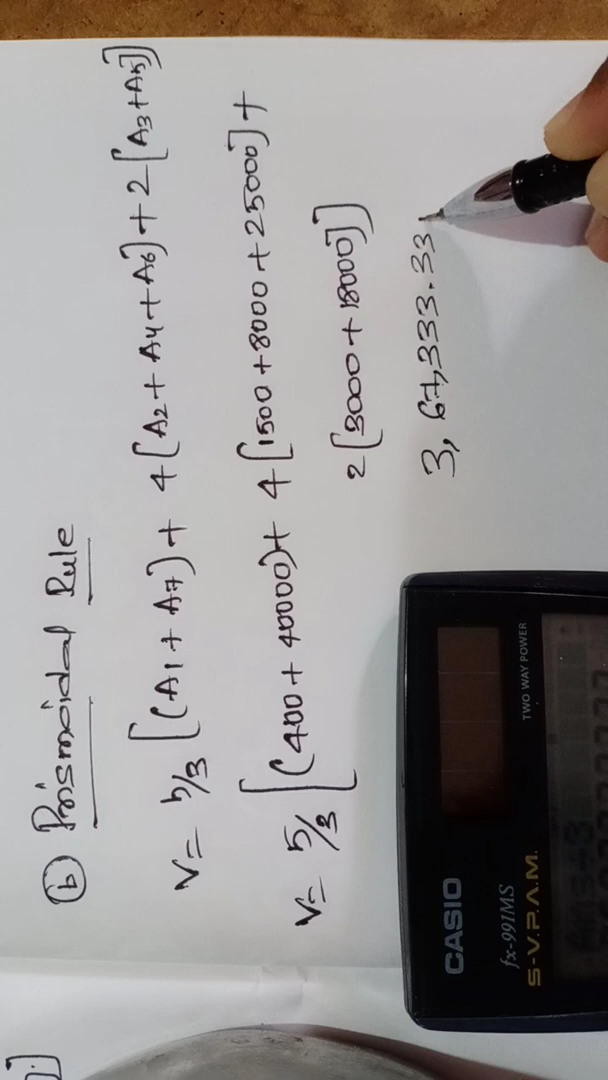 (b) Prismoidal Rule
V = h/3 [(A1 + A7) + 4[A2 + A4 + A6] + 2[A3+A5]]
V = 5/3 [(400 + 40000) + 4[1500 + 8000 + 25000] +
2[3000 + 18000]]
3, 67,333.33
CASIO
fx-991MS
S-V.P.A.M.
TWO WAY POWER